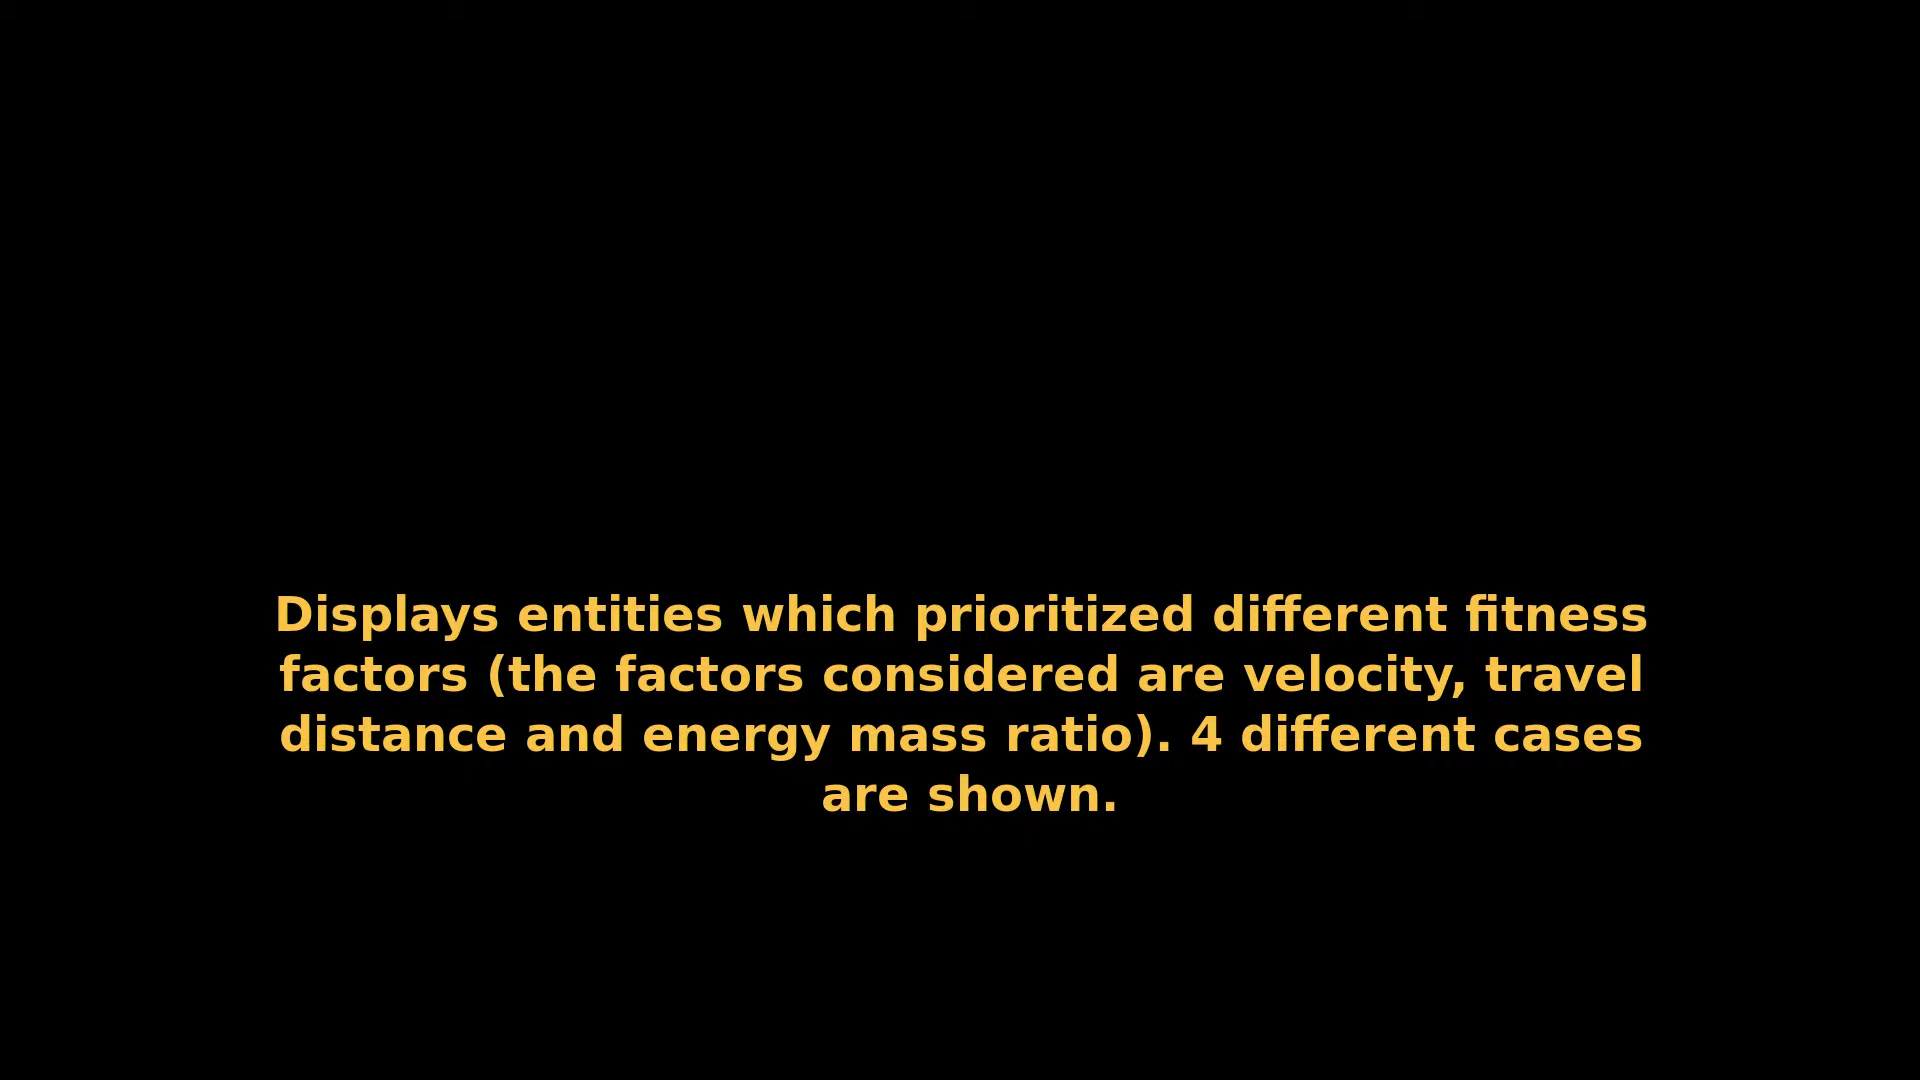 Displays entities which prioritized different fitness
factors (the factors considered are velocity, travel
distance and energy mass ratio). 4 different cases
are shown.